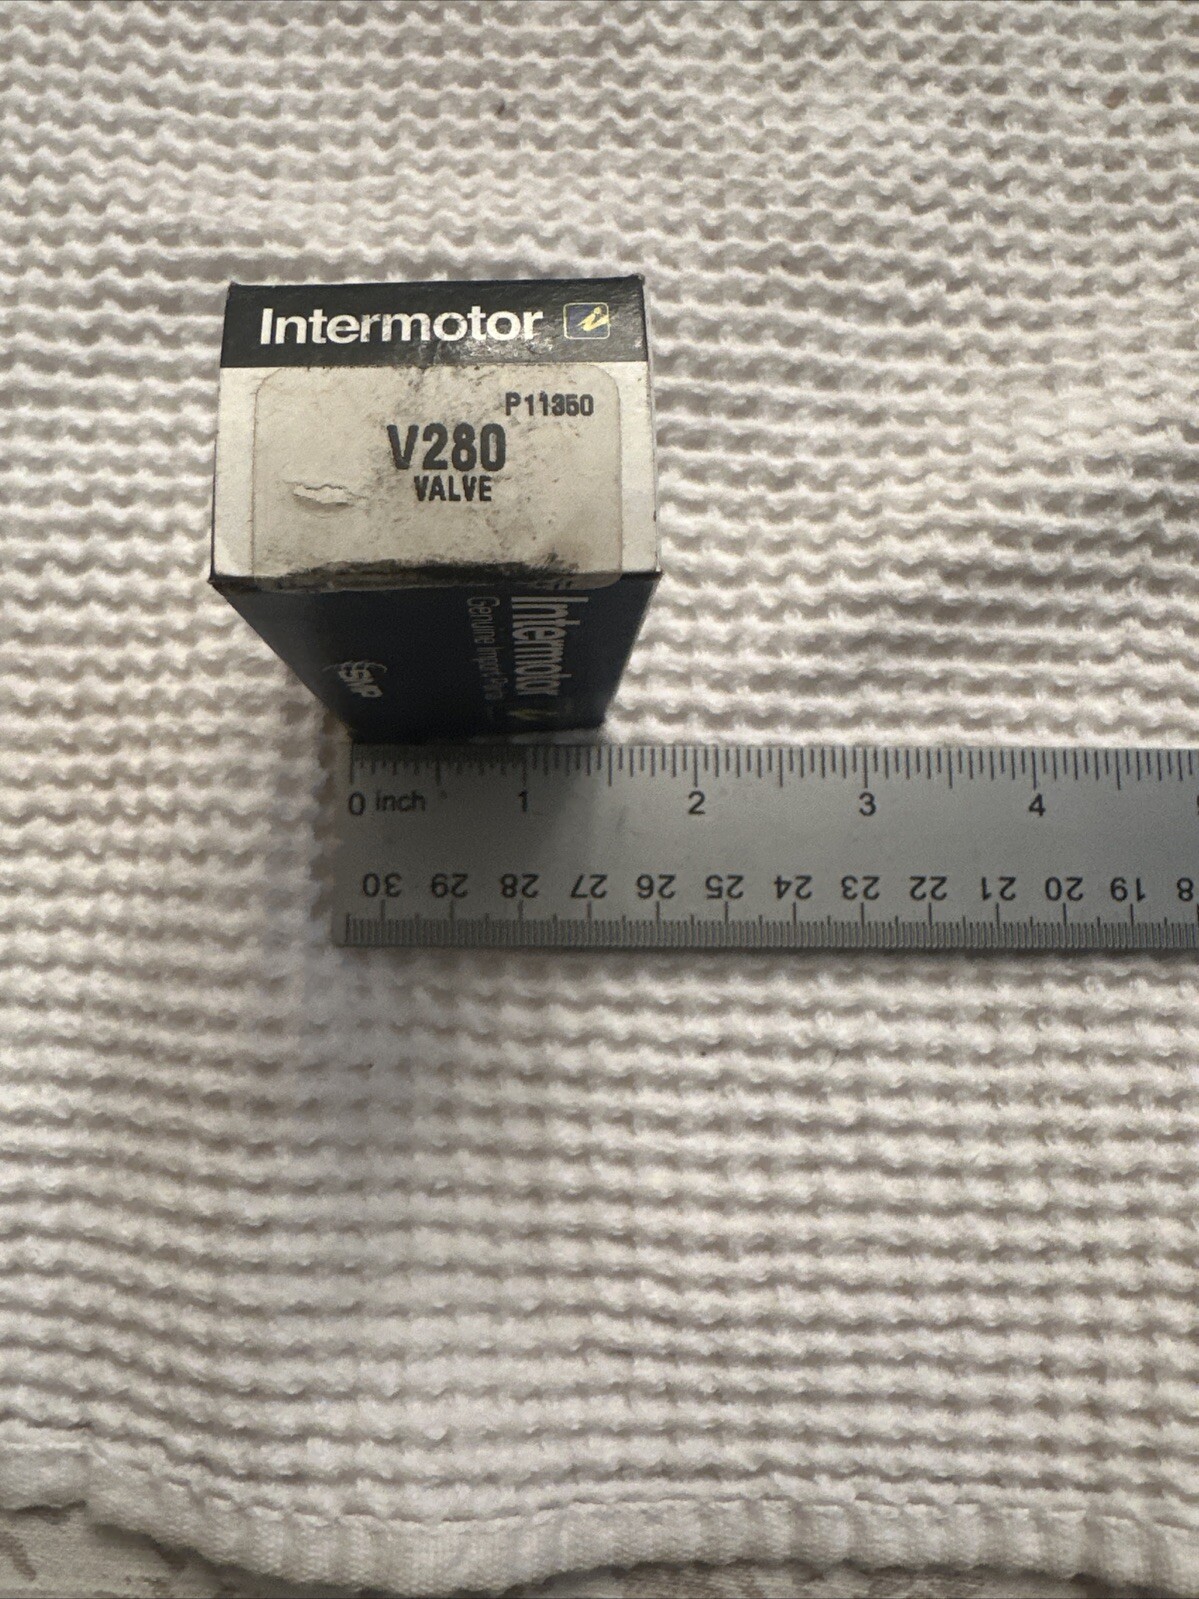 Intermotor i
P11350
V280
VALVE
Intermotor
Genuine Import Parts
SMP
0 inch 1 2 3 4
30 29 28 27 26 25 24 23 22 21 20 19